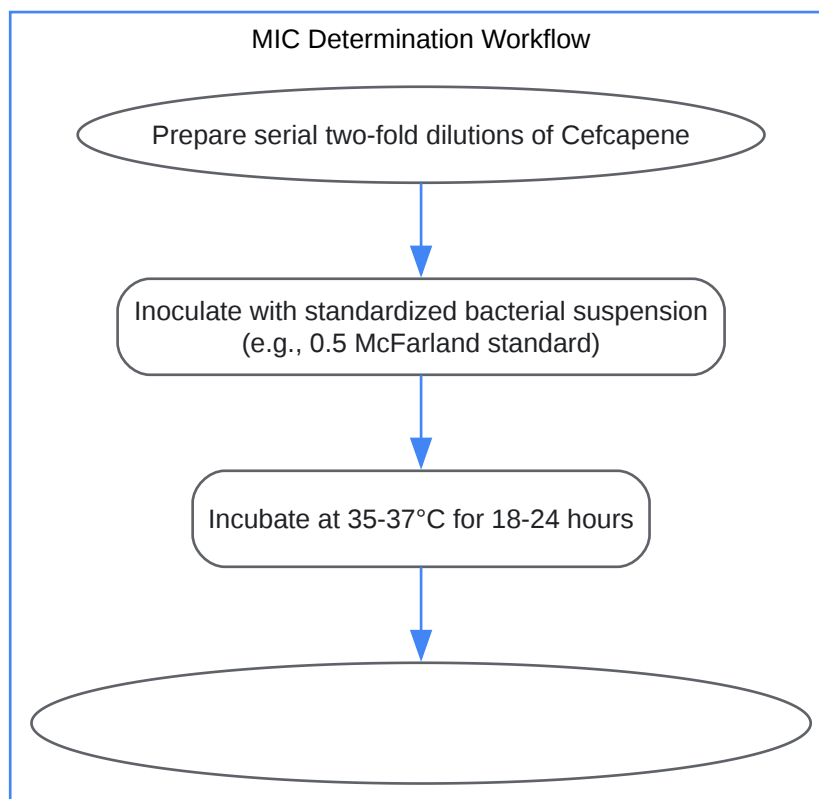 MIC Determination Workflow
Prepare serial two-fold dilutions of Cefcapene
Inoculate with standardized bacterial suspension
(e.g., 0.5 McFarland standard)
Incubate at 35-37°C for 18-24 hours